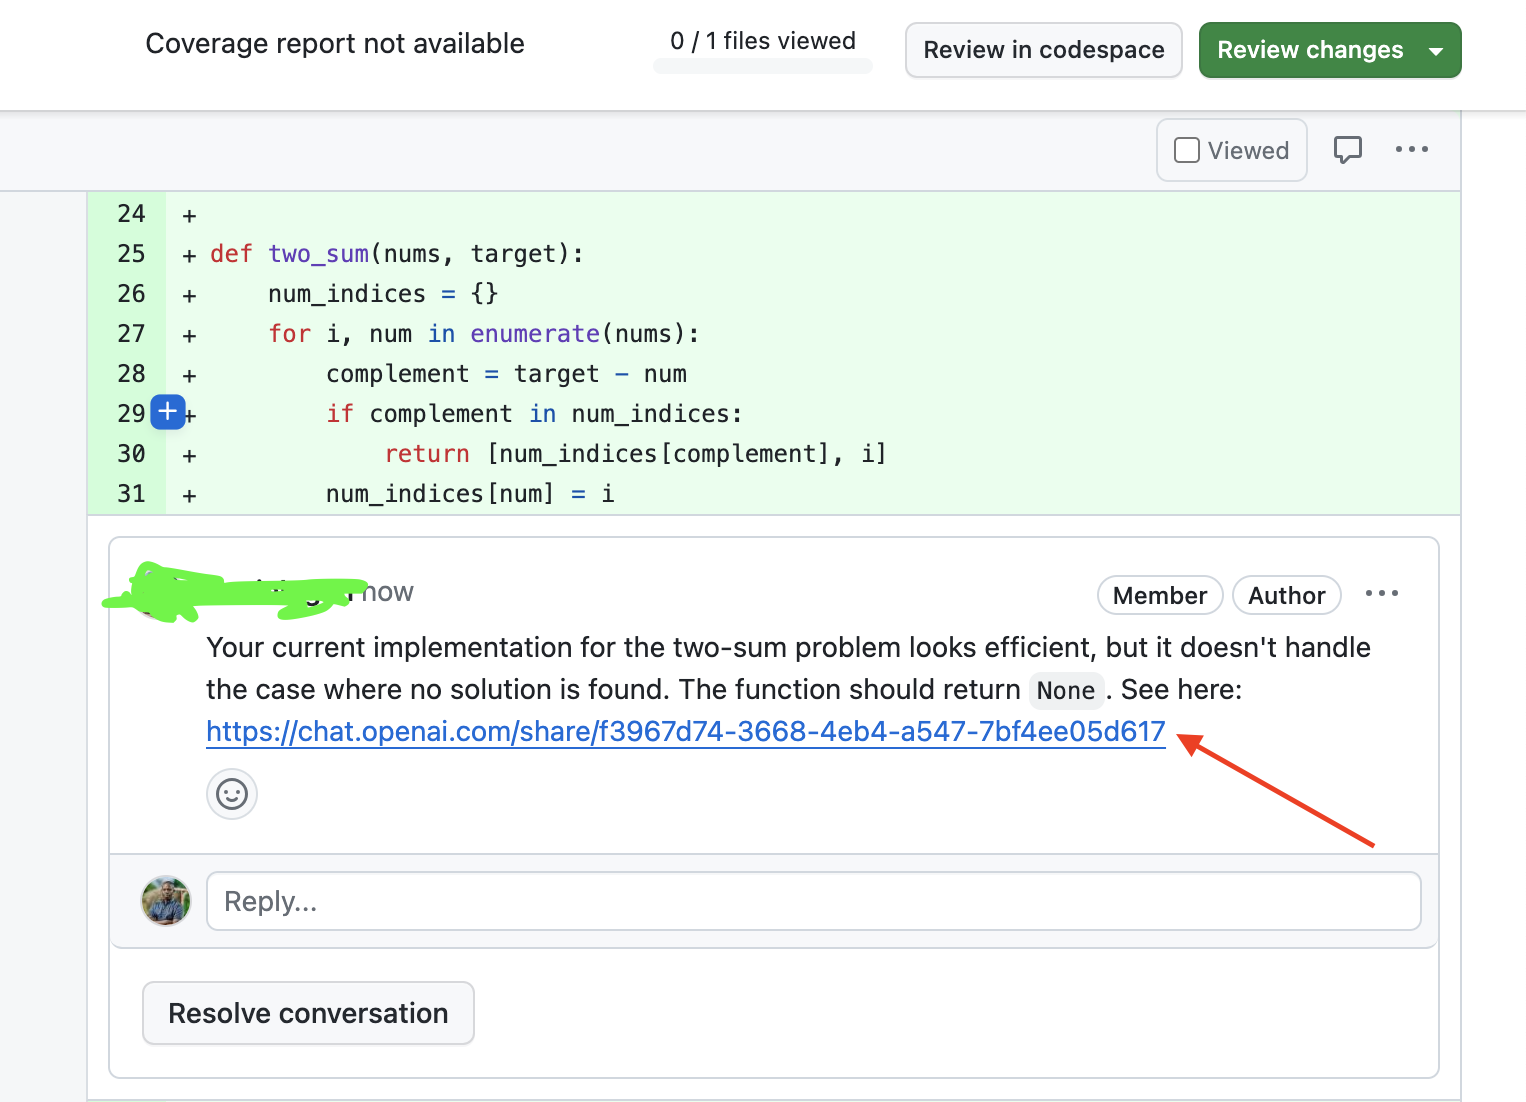 Coverage report not available
0 / 1 files viewed
Review in codespace
Review changes
Viewed
24 +
25 + def two_sum(nums, target):
26 +     num_indices = {}
27 +     for i, num in enumerate(nums):
28 +         complement = target - num
29 +         if complement in num_indices:
30 +             return [num_indices[complement], i]
31 +         num_indices[num] = i
now
Member
Author
Your current implementation for the two-sum problem looks efficient, but it doesn't handle
the case where no solution is found. The function should return None. See here:
https://chat.openai.com/share/f3967d74-3668-4eb4-a547-7bf4ee05d617
Reply...
Resolve conversation